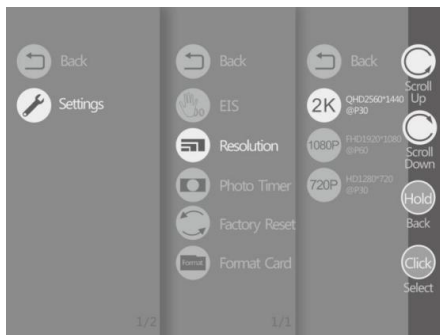 Back
Settings
1/2
Back
EIS
Resolution
Photo Timer
Factory Reset
Format
Format Card
1/1
Back
2K
QHD2560*1440
@P30
1080P
FHD1920*1080
@P60
720P
HD1280*720
@P30
Scroll
Up
Scroll
Down
Hold
Back
Click
Select